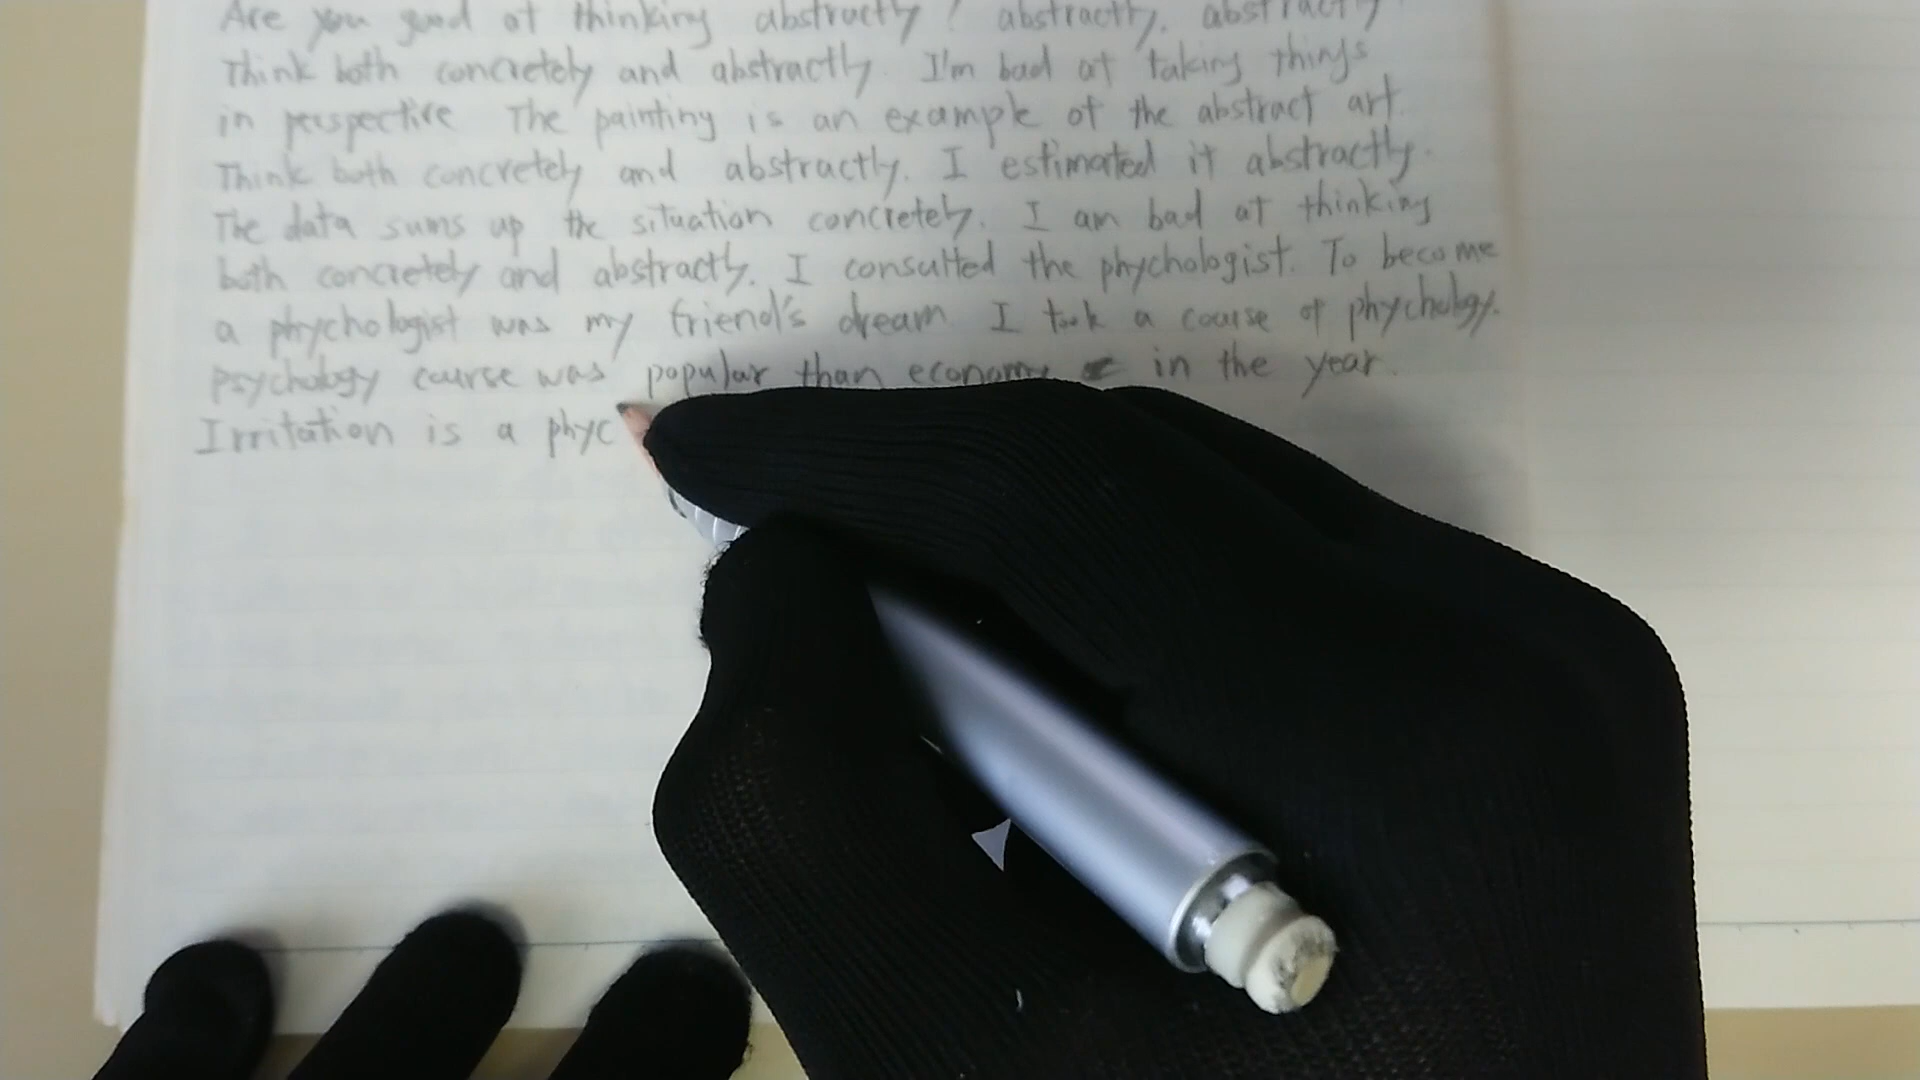 Are you good at thinking abstractly? abstractly. abstractly
Think both concretely and abstractly. I'm bad at taking things
in perspective The painting is an example of the abstract art.
Think both concretely and abstractly. I estimated it abstractly.
The data sums up the situation concretely. I am bad at thinking
both concretely and abstractly. I consulted the phychologist. To become
a phychologist was my friend's dream I took a course of phychology.
Psychology course was popular than economy in the year.
Irritation is a phyc